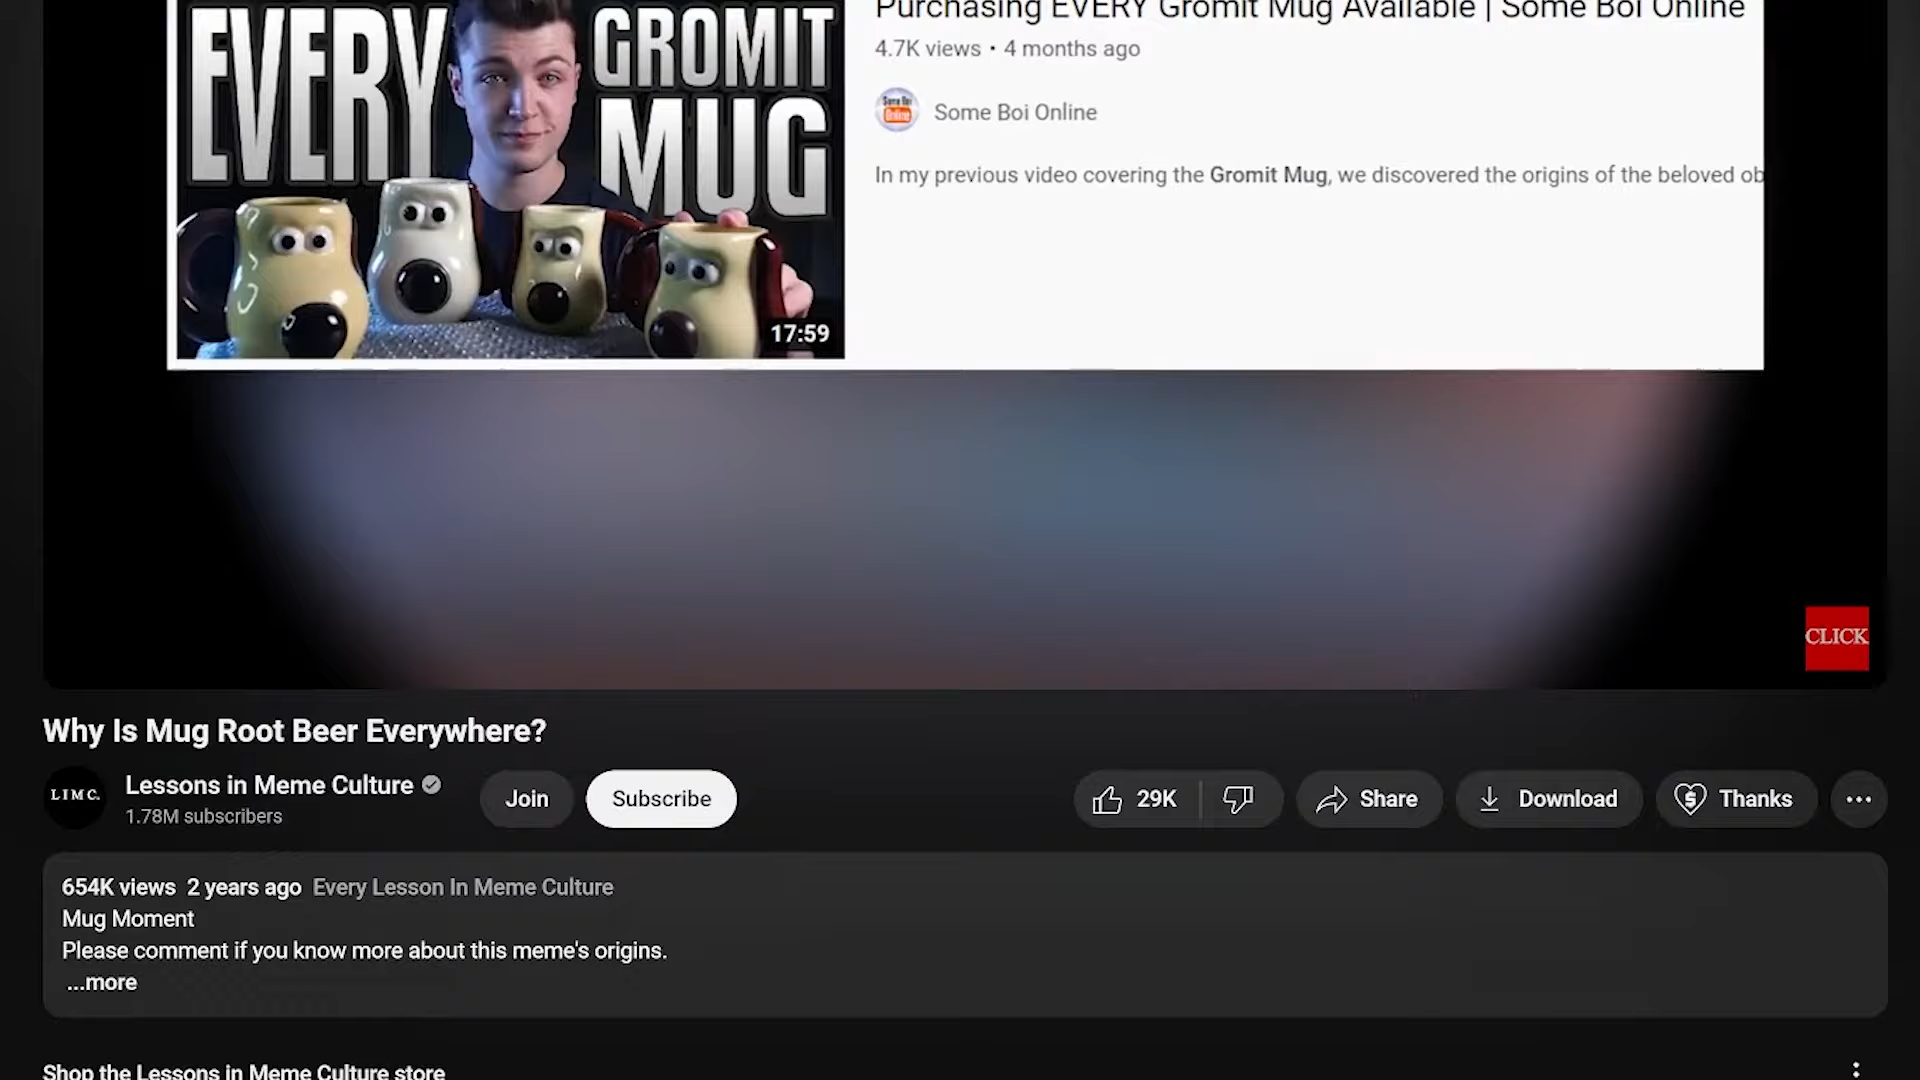 Purchasing EVERY Gromit Mug Available | Some Boi Online
4.7K views • 4 months ago
EVERY
GROMIT
MUG
Some Boi
Online
Some Boi Online
In my previous video covering the Gromit Mug, we discovered the origins of the beloved ob
17:59
CLICK
Why Is Mug Root Beer Everywhere?
LIMC.
Lessons in Meme Culture
1.78M subscribers
Join
Subscribe
29K
Share
Download
Thanks
654K views 2 years ago Every Lesson In Meme Culture
Mug Moment
Please comment if you know more about this meme's origins.
...more
Shop the Lessons in Meme Culture store